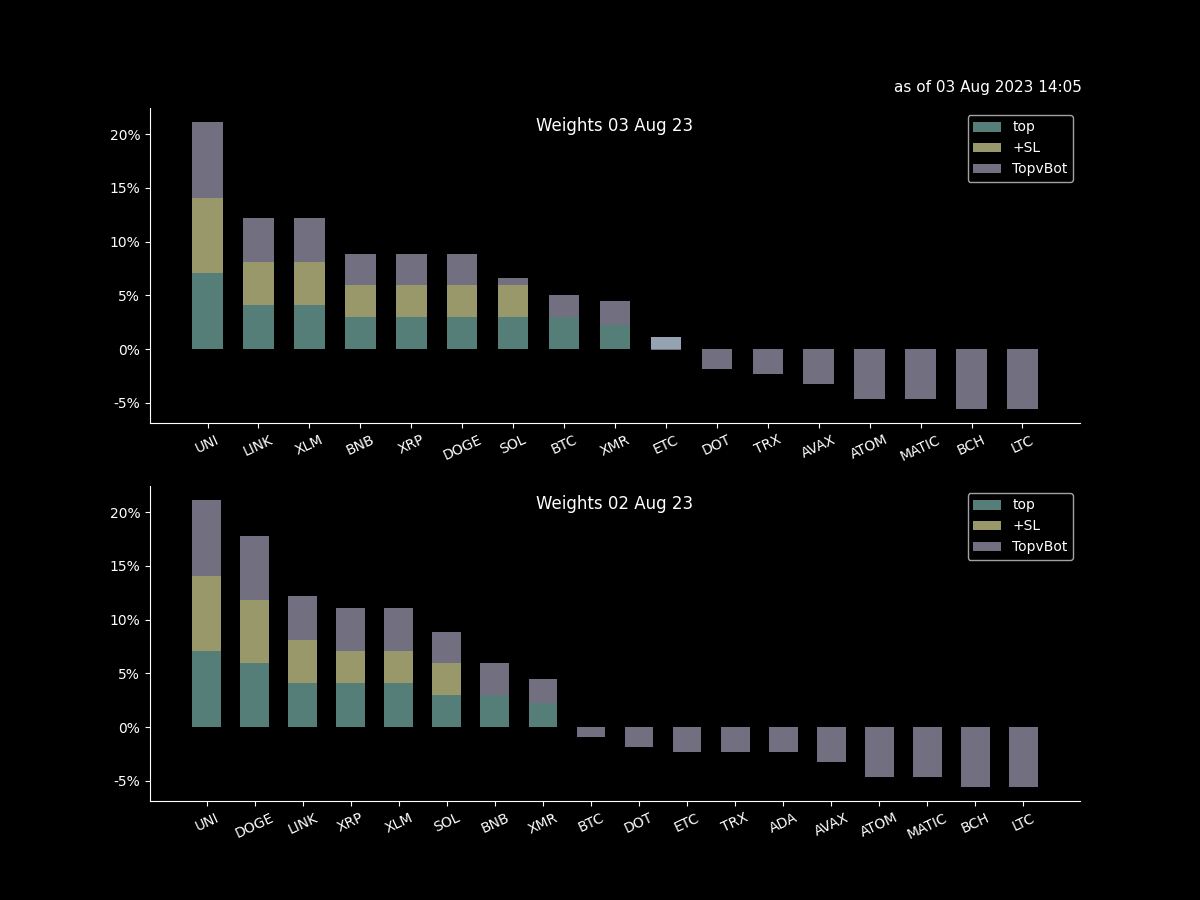 as of 03 Aug 2023 14:05
Weights 03 Aug 23
top
+SL
TopvBot
20%
15%
10%
5%
0%
-5%
UNI LINK XLM BNB XRP DOGE SOL BTC XMR ETC DOT TRX AVAX ATOM MATIC BCH LTC
Weights 02 Aug 23
top
+SL
TopvBot
20%
15%
10%
5%
0%
-5%
UNI DOGE LINK XRP XLM SOL BNB XMR BTC DOT ETC TRX ADA AVAX ATOM MATIC BCH LTC